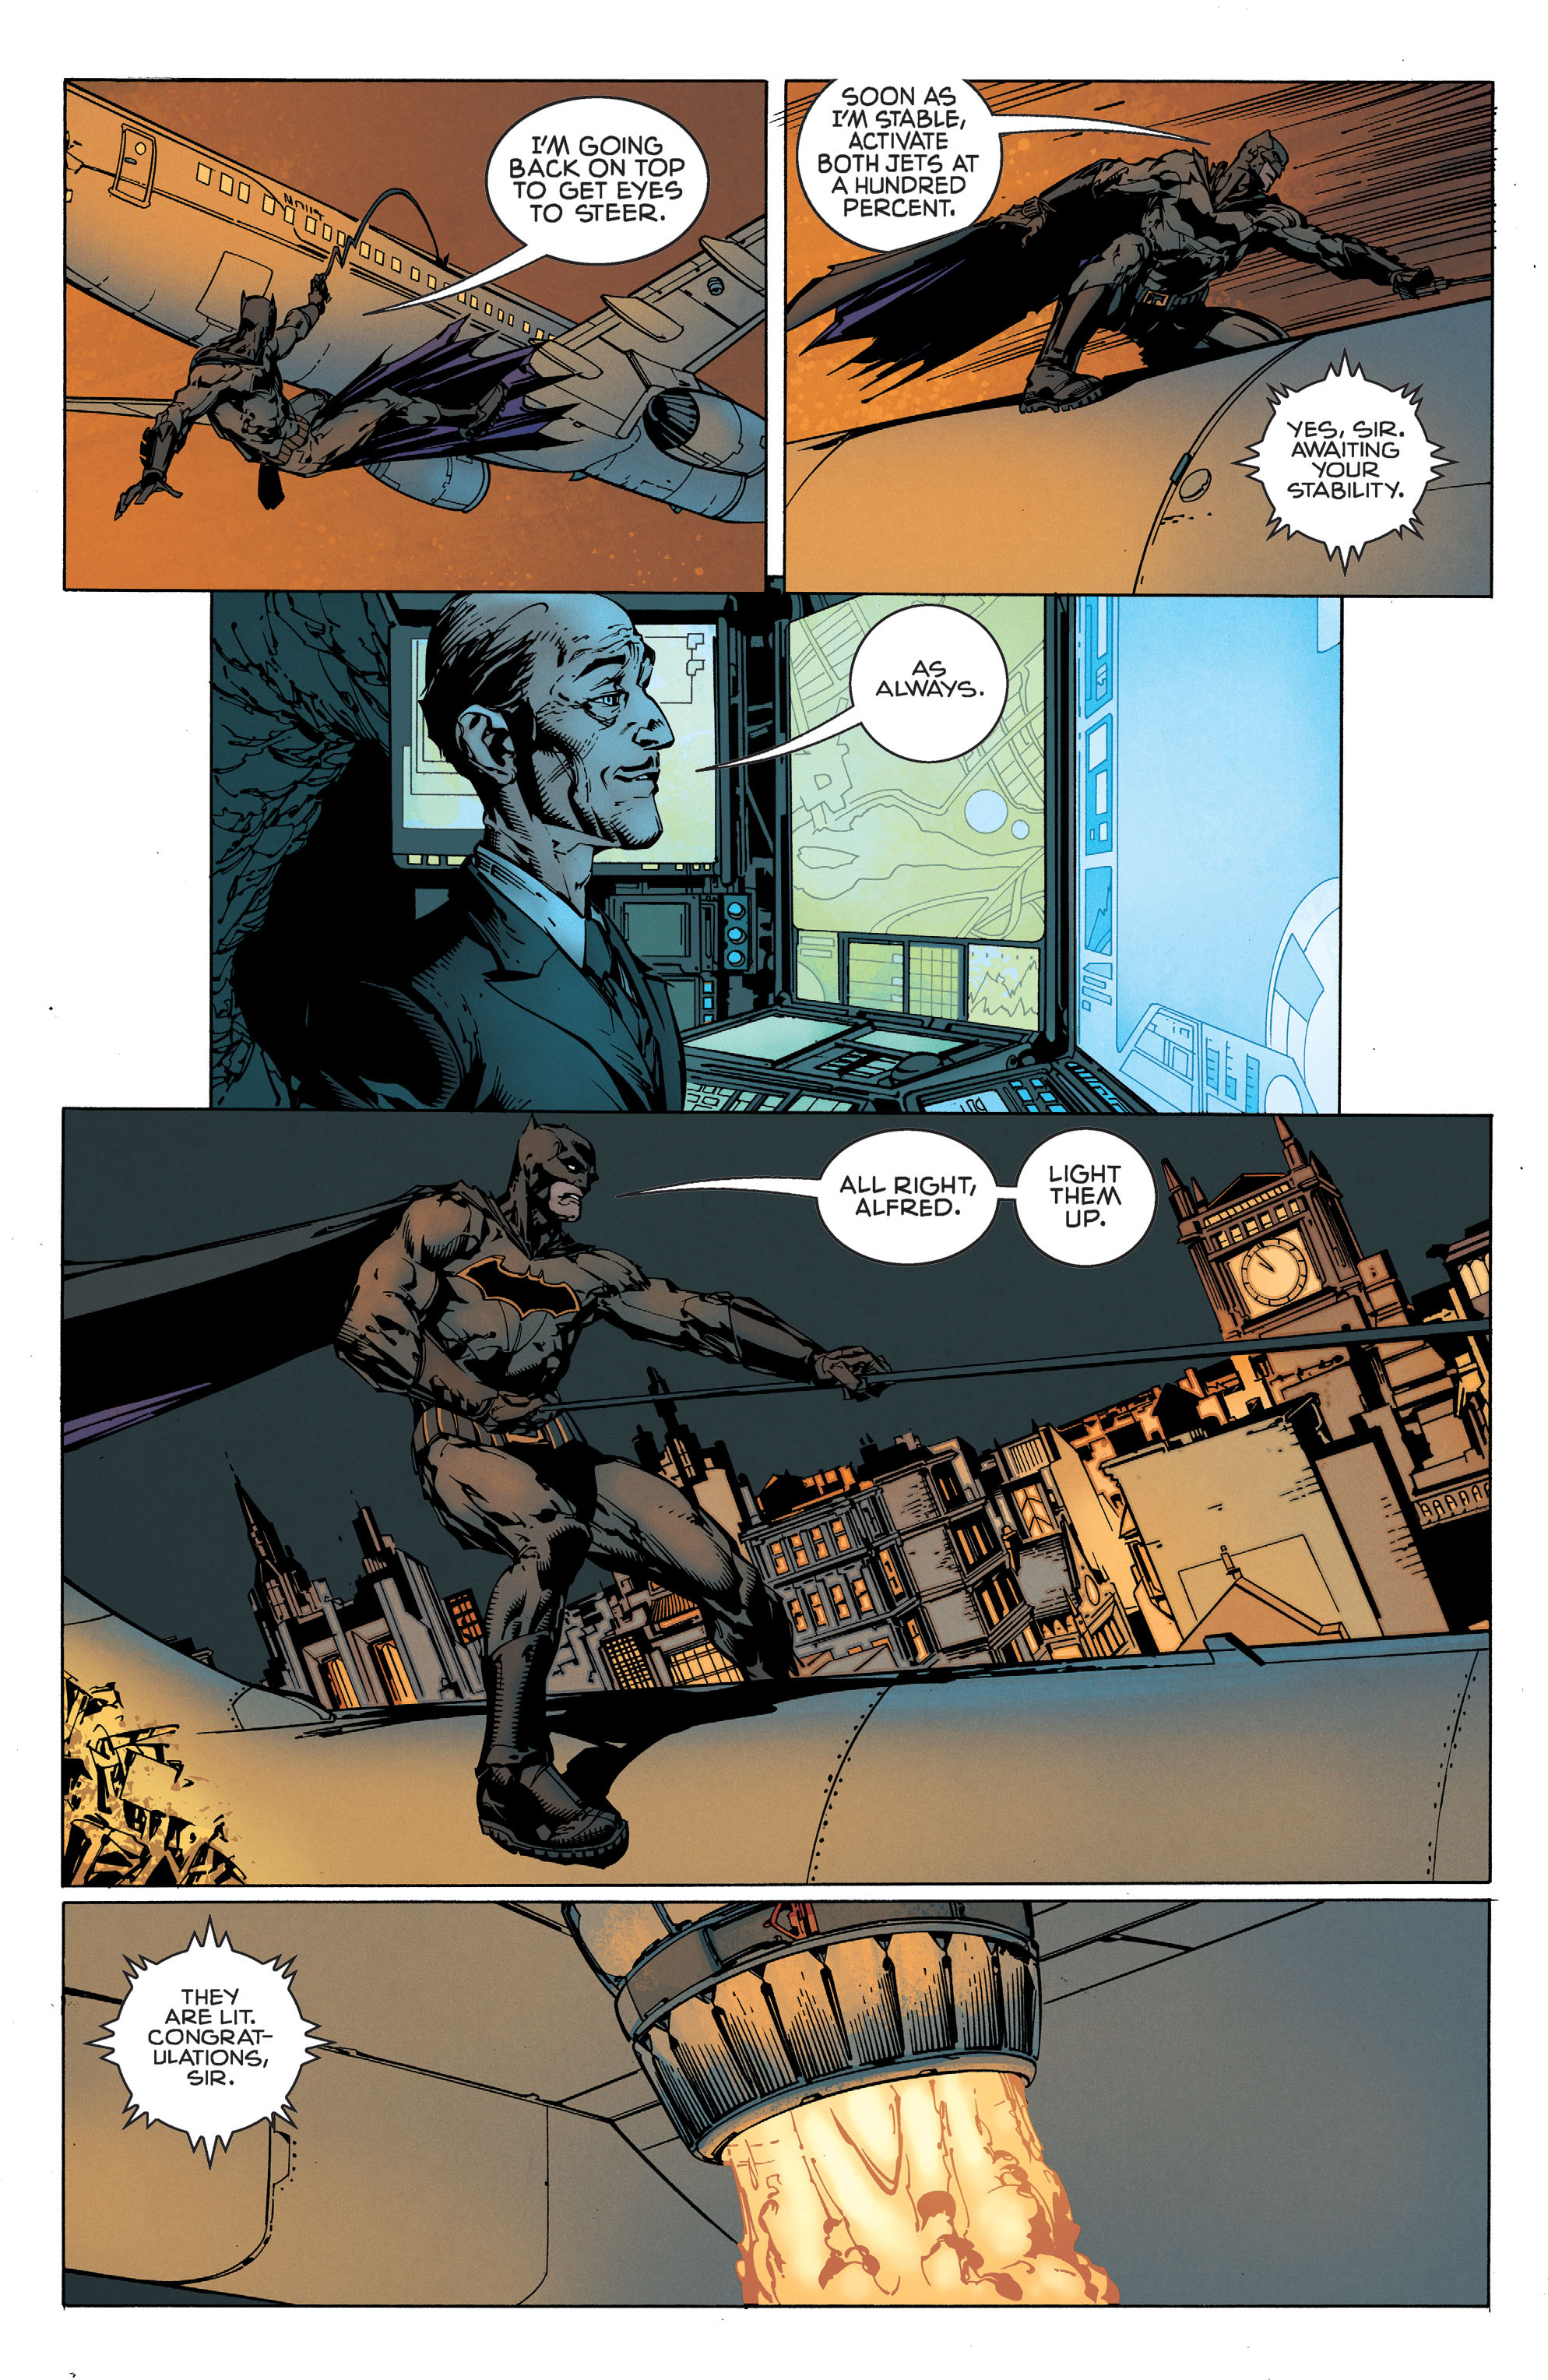 I'M GOING
BACK ON TOP
TO GET EYES
TO STEER.
SOON AS
I'M STABLE,
ACTIVATE
BOTH JETS AT
A HUNDRED
PERCENT.
YES, SIR.
AWAITING
YOUR
STABILITY.
AS
ALWAYS.
ALL RIGHT,
ALFRED.
LIGHT
THEM
UP.
THEY
ARE LIT.
CONGRAT-
ULATIONS,
SIR.